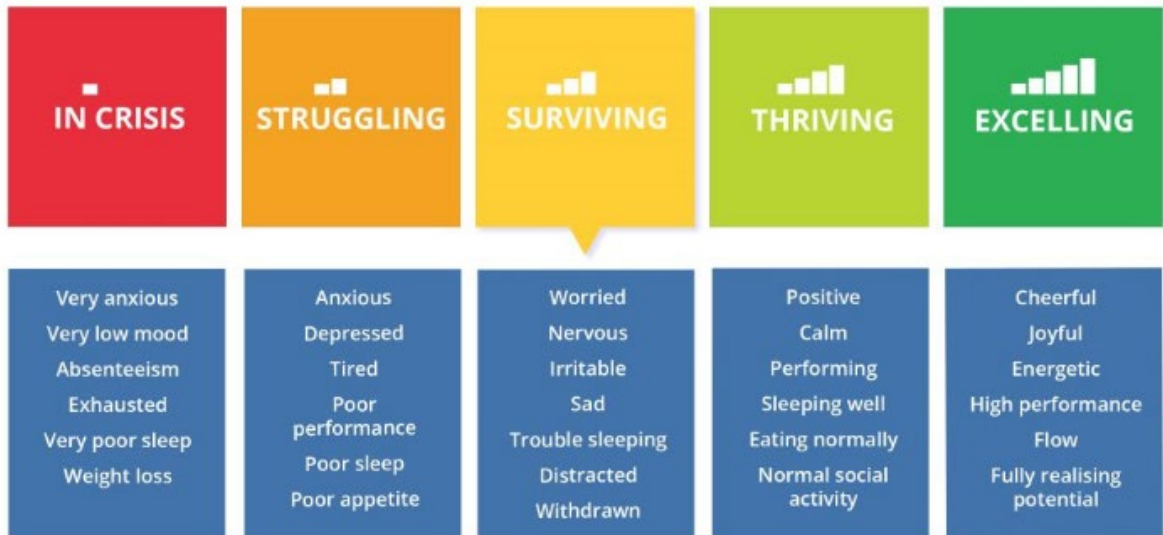 IN CRISIS
STRUGGLING
SURVIVING
THRIVING
EXCELLING
Very anxious
Very low mood
Absenteeism
Exhausted
Very poor sleep
Weight loss
Anxious
Depressed
Tired
Poor
performance
Poor sleep
Poor appetite
Worried
Nervous
Irritable
Sad
Trouble sleeping
Distracted
Withdrawn
Positive
Calm
Performing
Sleeping well
Eating normally
Normal social
activity
Cheerful
Joyful
Energetic
High performance
Flow
Fully realising
potential